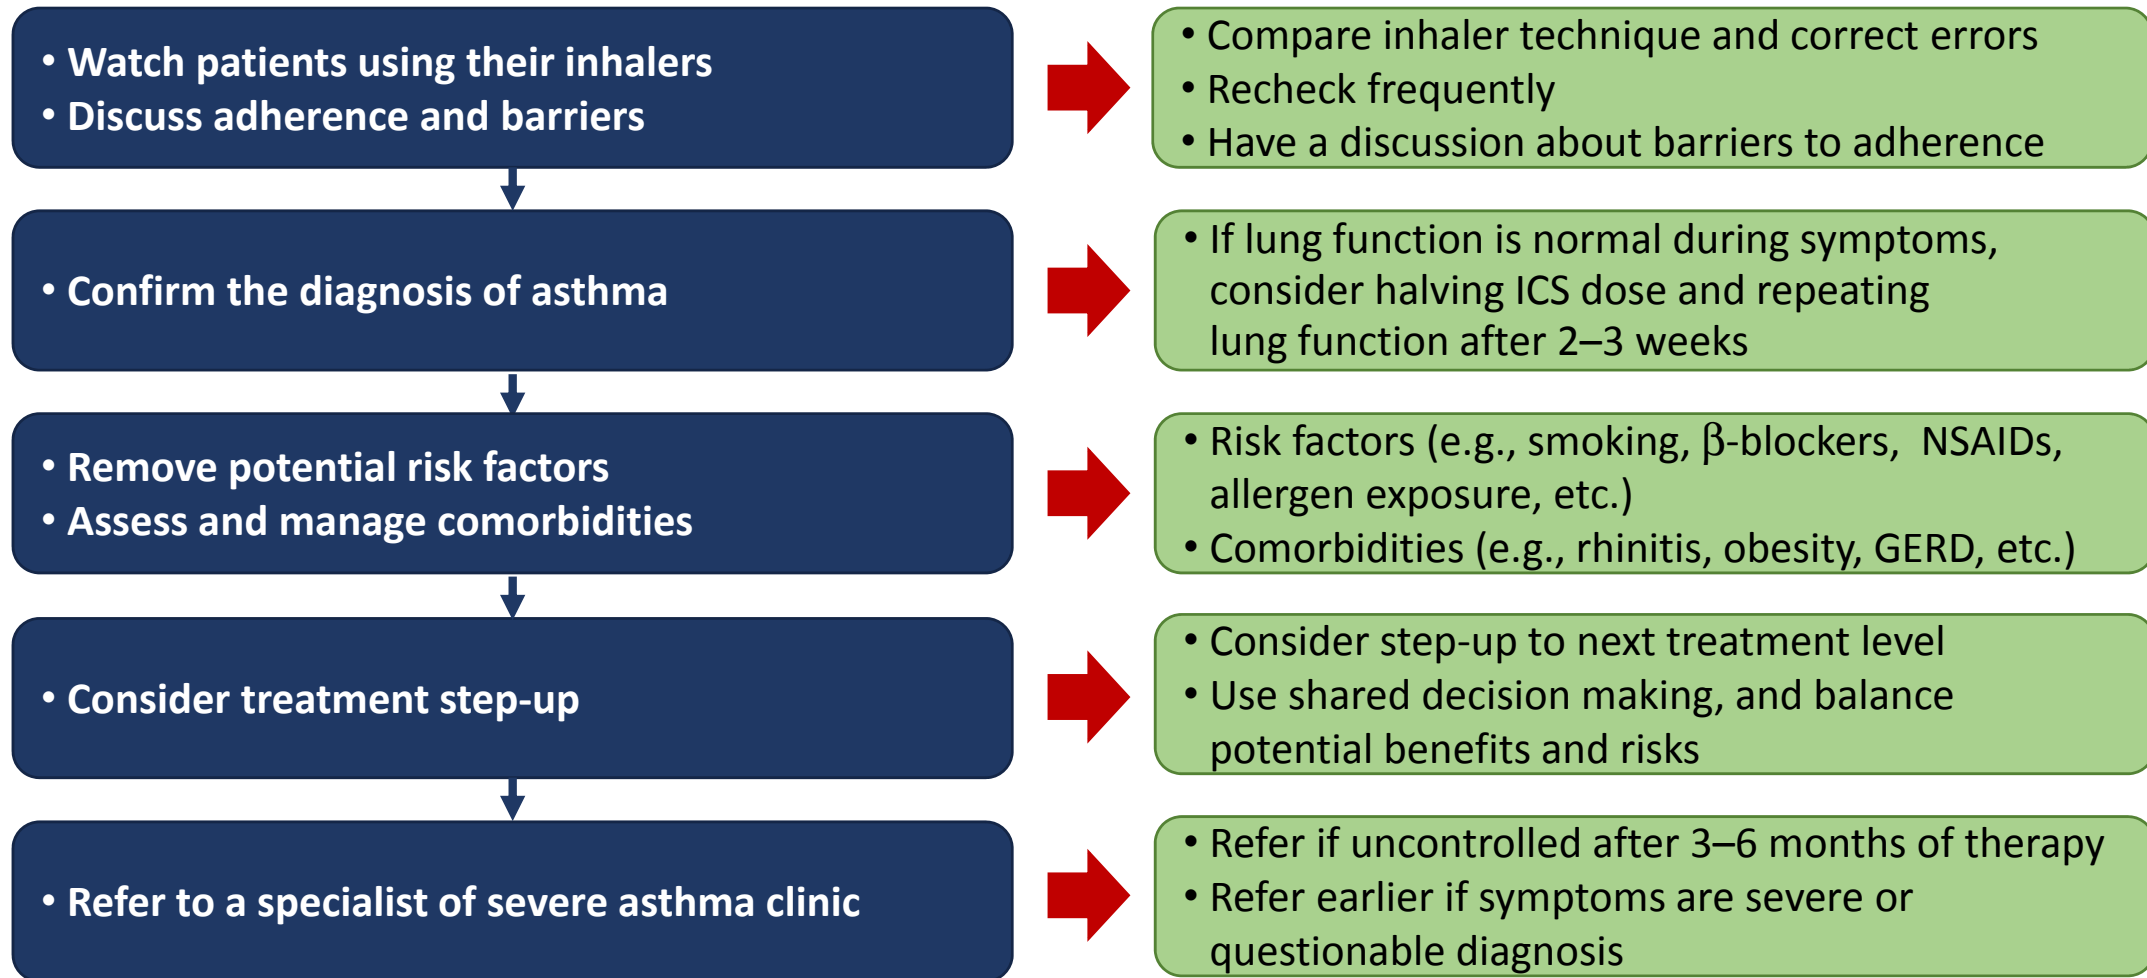 • Watch patients using their inhalers
• Discuss adherence and barriers
• Compare inhaler technique and correct errors
• Recheck frequently
• Have a discussion about barriers to adherence
• Confirm the diagnosis of asthma
• If lung function is normal during symptoms,
consider halving ICS dose and repeating
lung function after 2–3 weeks
• Remove potential risk factors
• Assess and manage comorbidities
• Risk factors (e.g., smoking, β-blockers, NSAIDs,
allergen exposure, etc.)
• Comorbidities (e.g., rhinitis, obesity, GERD, etc.)
• Consider treatment step-up
• Consider step-up to next treatment level
• Use shared decision making, and balance
potential benefits and risks
• Refer to a specialist of severe asthma clinic
• Refer if uncontrolled after 3–6 months of therapy
• Refer earlier if symptoms are severe or
questionable diagnosis